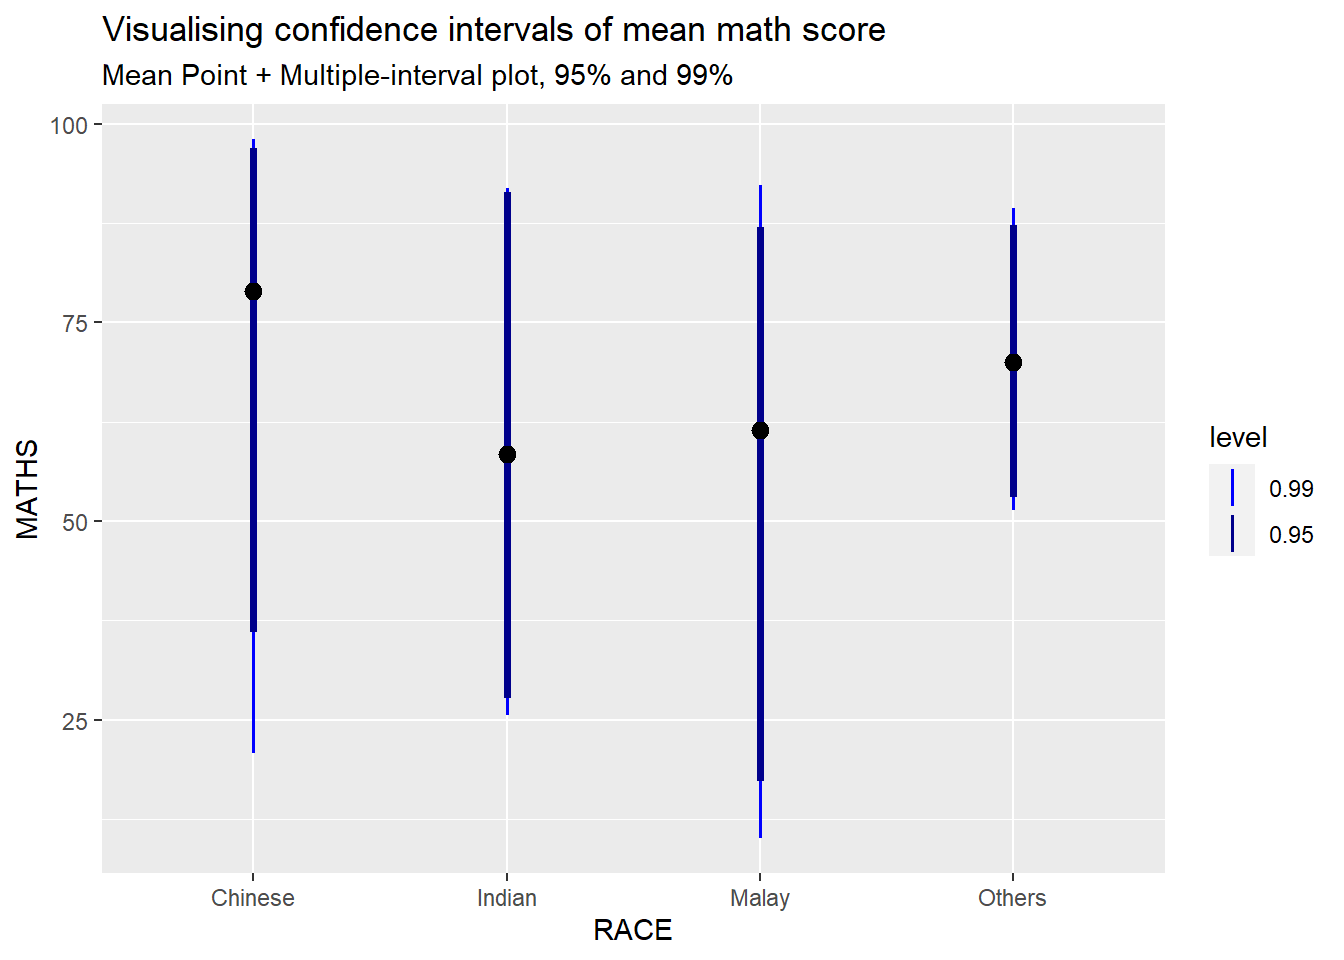 Visualising confidence intervals of mean math score
Mean Point + Multiple-interval plot, 95% and 99%
100
75
50
25
MATHS
Chinese
Indian
Malay
Others
RACE
level
0.99
0.95